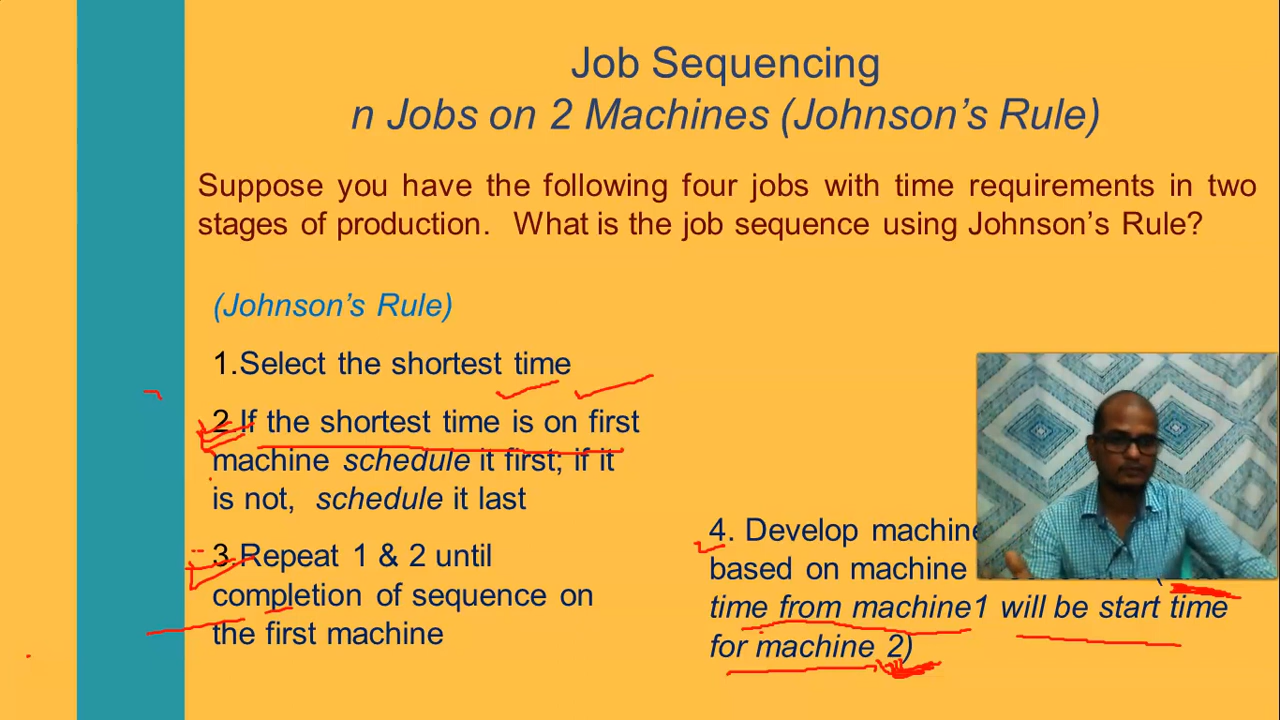 Job Sequencing
n Jobs on 2 Machines (Johnson's Rule)
Suppose you have the following four jobs with time requirements in two
stages of production. What is the job sequence using Johnson's Rule?
(Johnson's Rule)
1.Select the shortest time
2.If the shortest time is on first
machine schedule it first; if it
is not, schedule it last
3.Repeat 1 & 2 until
completion of sequence on
the first machine
4. Develop machine
based on machine
time from machine1 will be start time
for machine 2)